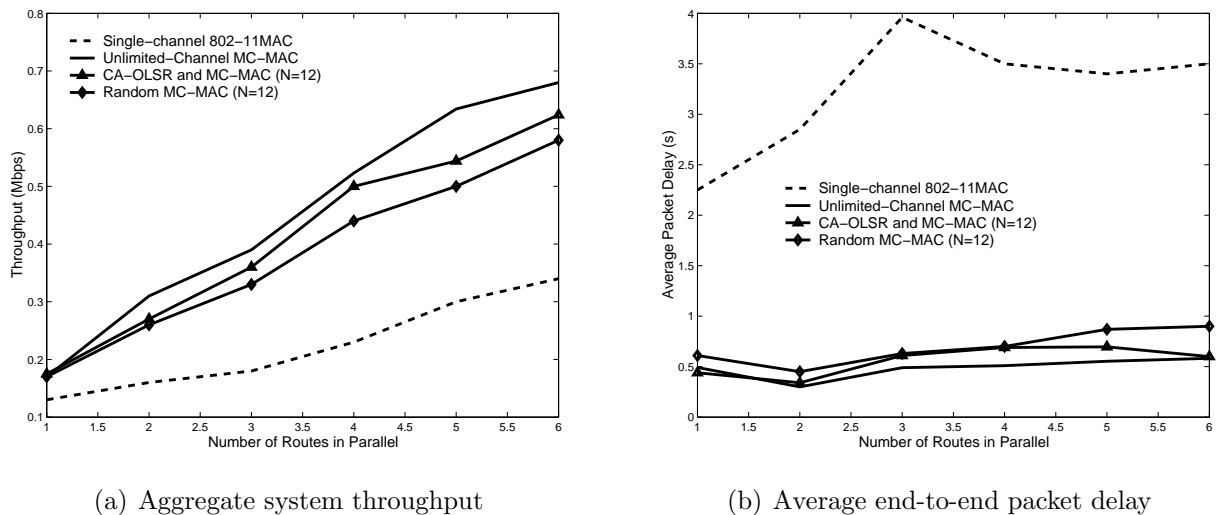 0.8
0.7
0.6
0.5
0.4
0.3
0.2
0.1
Throughput (Mbps)
Single−channel 802−11MAC
Unlimited−Channel MC−MAC
CA−OLSR and MC−MAC (N=12)
Random MC−MAC (N=12)
1 1.5 2 2.5 3 3.5 4 4.5 5 5.5 6
Number of Routes in Parallel
(a) Aggregate system throughput
4
3.5
3
2.5
2
1.5
1
0.5
0
Average Packet Delay (s)
Single−channel 802−11MAC
Unlimited−Channel MC−MAC
CA−OLSR and MC−MAC (N=12)
Random MC−MAC (N=12)
1 1.5 2 2.5 3 3.5 4 4.5 5 5.5 6
Number of Routes in Parallel
(b) Average end-to-end packet delay